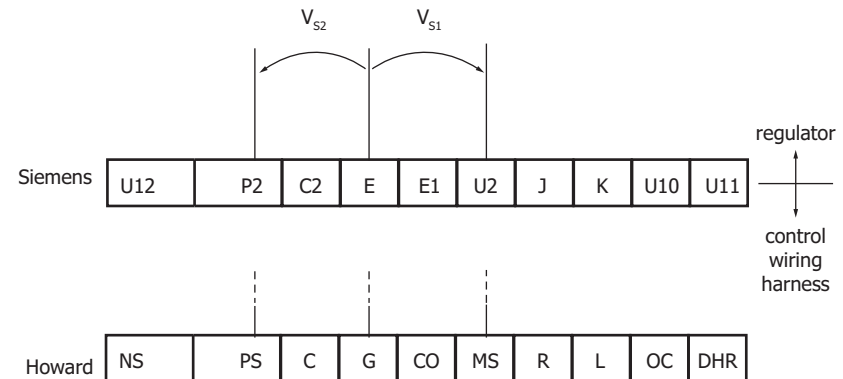 V_S2 V_S1
regulator
Siemens U12 P2 C2 E E1 U2 J K U10 U11
control
wiring
harness
Howard NS PS C G CO MS R L OC DHR